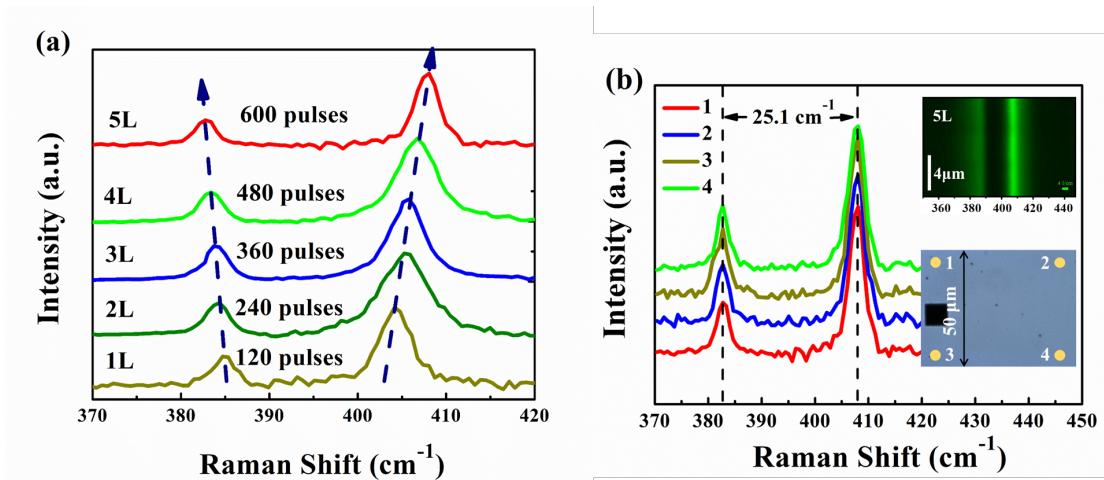 (a)
5L
600 pulses
4L
480 pulses
3L
360 pulses
2L
240 pulses
1L
120 pulses
Intensity (a.u.)
370 380 390 400 410 420
Raman Shift (cm⁻¹)
(b)
1
2
3
4
25.1 cm⁻¹
5L
4μm
360 380 400 420 440
1
2
50 μm
3
4
Intensity (a.u.)
370 380 390 400 410 420 430 440 450
Raman Shift (cm⁻¹)